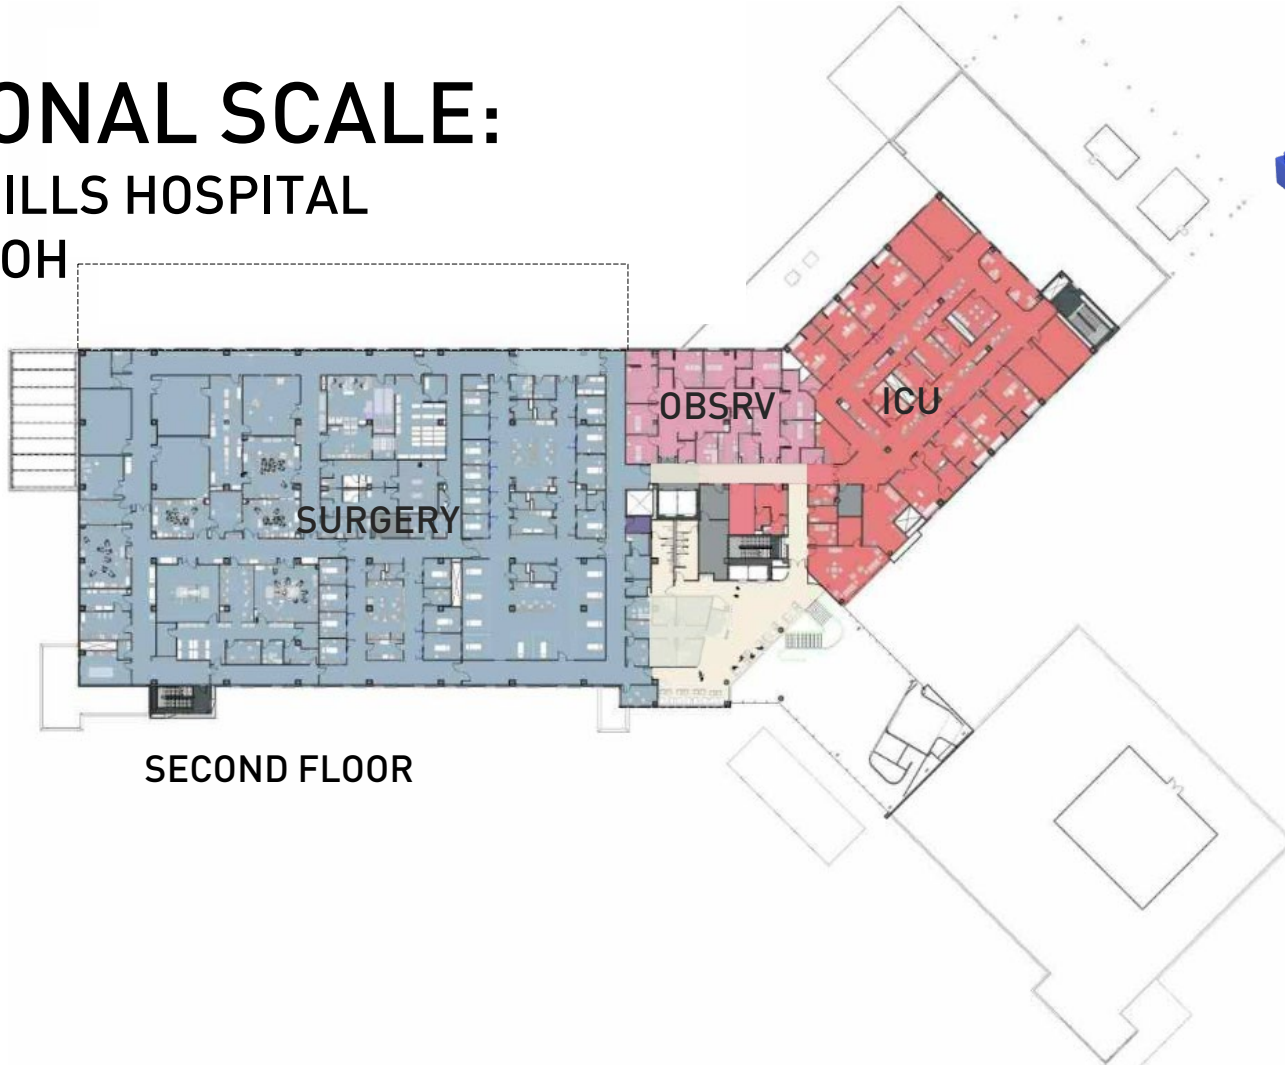 ONAL SCALE:
ILLS HOSPITAL
OH
OBSRV
ICU
SURGERY
SECOND FLOOR